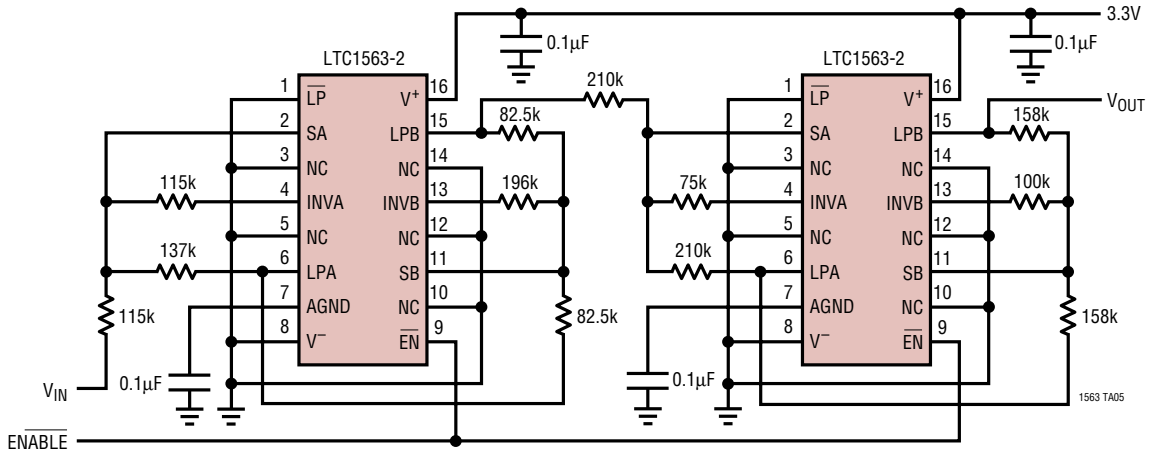 3.3V
0.1µF
0.1µF
LTC1563-2
LTC1563-2
210k
VOUT
1
LP
V+
16
2
SA
LPB
15
82.5k
3
NC
NC
14
115k
4
INVA
INVB
13
196k
5
NC
NC
12
137k
6
LPA
SB
11
7
AGND
NC
10
115k
8
V–
EN
9
82.5k
VIN
0.1µF
1
LP
V+
16
2
SA
LPB
15
158k
3
NC
NC
14
75k
4
INVA
INVB
13
100k
5
NC
NC
12
210k
6
LPA
SB
11
7
AGND
NC
10
8
V–
EN
9
158k
0.1µF
1563 TA05
ENABLE